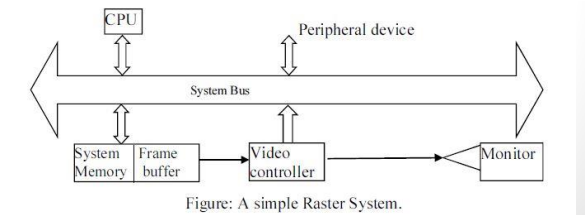 CPU
Peripheral device
System Bus
System Memory
Frame buffer
Video controller
Monitor
Figure: A simple Raster System.